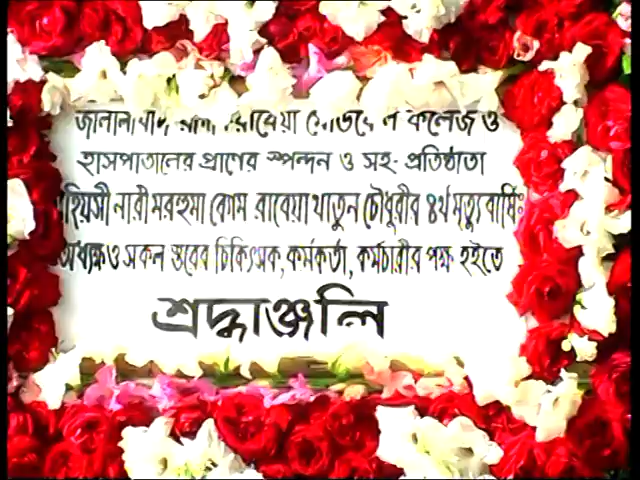 জালালাবাদ রাগীব রাবেয়া মেডিকেল কলেজ ও
হাসপাতালের প্রাণের স্পন্দন ও সহ- প্রতিষ্ঠাতা
মহিয়সী নারী মরহুমা বেগম রাবেয়া খাতুন চৌধুরীর ৪র্থ মৃত্যু
অধ্যক্ষ ও সকল স্তরের চিকিৎসক, কর্মকর্তা, কর্মচারীর পক্ষ হইতে
শ্রদ্ধাঞ্জলি